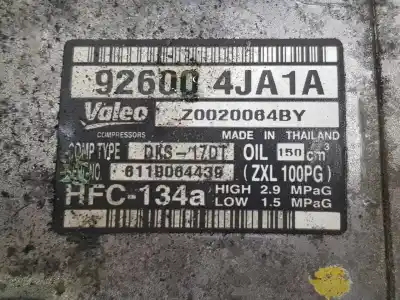 92600 4JA1A
Valeo Z0020064BY
COMPRESSORS MADE IN THAILAND
COMP TYPE DKS-17DT OIL 150 cm³
NO 6118064439 (ZXL 100PG)
HFC-134a HIGH 2.9 MPaG
LOW 1.5 MPaG